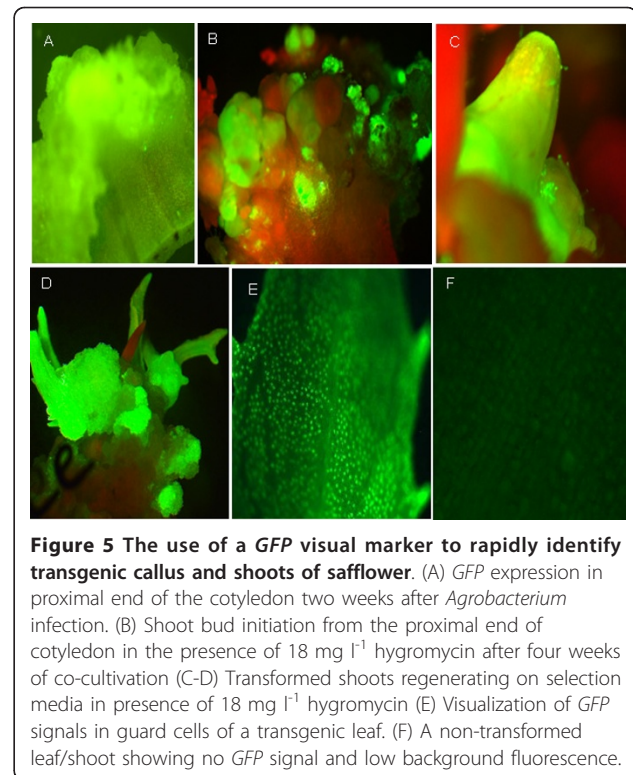 A
B
C
D
E
F
Figure 5 The use of a GFP visual marker to rapidly identify
transgenic callus and shoots of safflower. (A) GFP expression in
proximal end of the cotyledon two weeks after Agrobacterium
infection. (B) Shoot bud initiation from the proximal end of
cotyledon in the presence of 18 mg l⁻¹ hygromycin after four weeks
of co-cultivation (C-D) Transformed shoots regenerating on selection
media in presence of 18 mg l⁻¹ hygromycin (E) Visualization of GFP
signals in guard cells of a transgenic leaf. (F) A non-transformed
leaf/shoot showing no GFP signal and low background fluorescence.